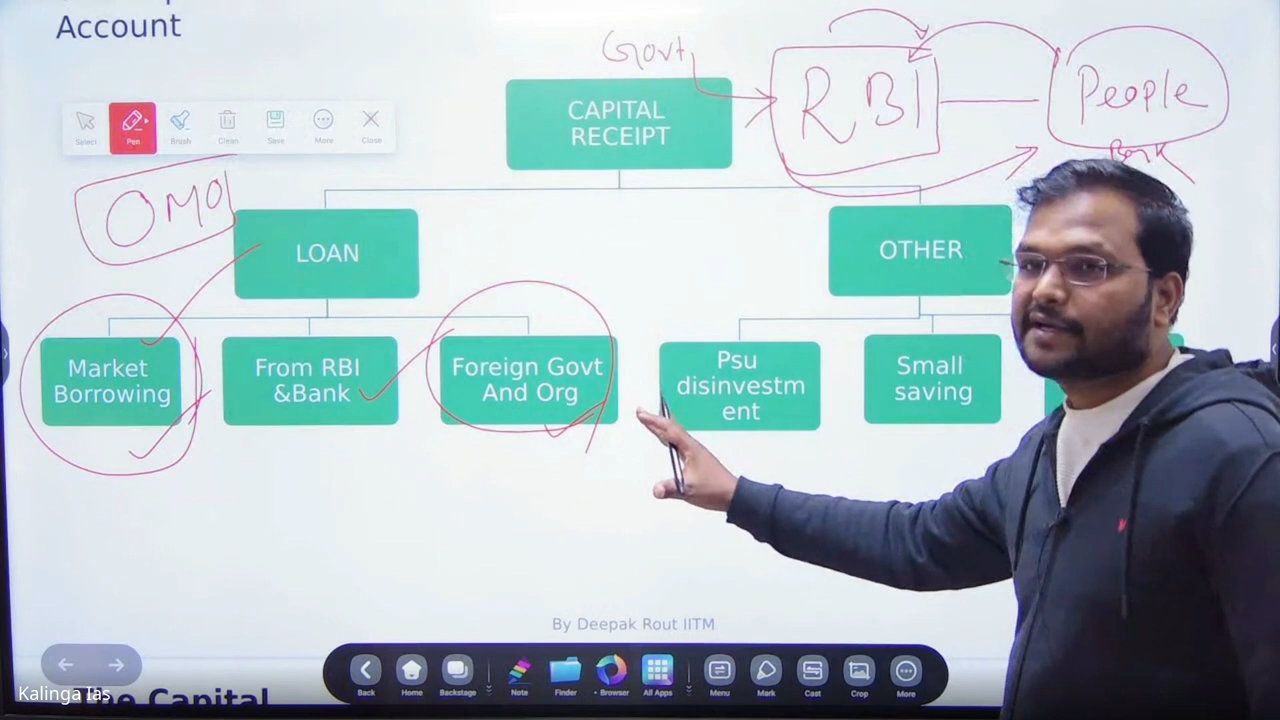 Account
Govt
RBI
People
Bank
CAPITAL
RECEIPT
Select
Pen
Brush
Clean
Save
More
Close
OMO
LOAN
OTHER
Market
Borrowing
From RBI
&Bank
Foreign Govt
And Org
Psu
disinvestm
ent
Small
saving
By Deepak Rout IITM
Back
Home
Backstage
Note
Finder
Browser
All Apps
Menu
Mark
Cast
Crop
More
Kalinga Ias
The Capital